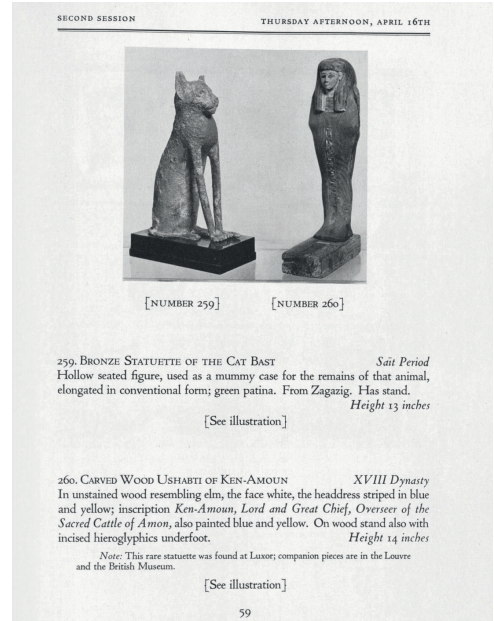 SECOND SESSION THURSDAY AFTERNOON, APRIL 16TH
[NUMBER 259] [NUMBER 260]
259. BRONZE STATUETTE OF THE CAT BAST Saït Period
Hollow seated figure, used as a mummy case for the remains of that animal,
elongated in conventional form; green patina. From Zagazig. Has stand.
Height 13 inches
[See illustration]
260. CARVED WOOD USHABTI OF KEN-AMOUN XVIII Dynasty
In unstained wood resembling elm, the face white, the headdress striped in blue
and yellow; inscription Ken-Amoun, Lord and Great Chief, Overseer of the
Sacred Cattle of Amon, also painted blue and yellow. On wood stand also with
incised hieroglyphics underfoot. Height 14 inches
Note: This rare statuette was found at Luxor; companion pieces are in the Louvre
and the British Museum.
[See illustration]
59